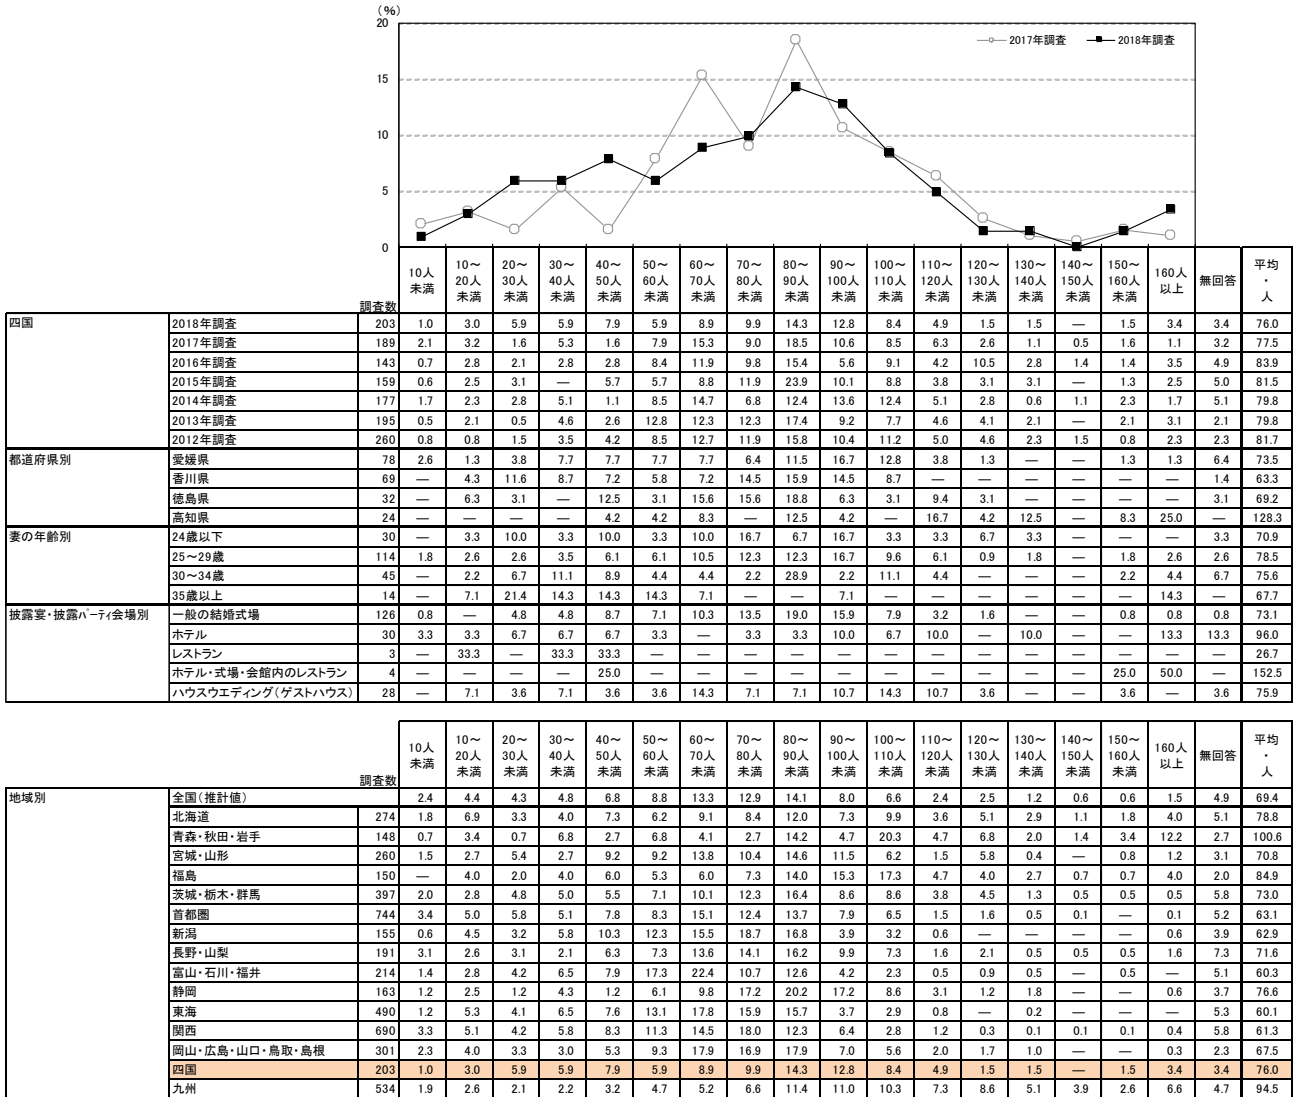 （%）
20
15
10
5
0
2017年調査 2018年調査
調査数 10人未満 10～20人未満 20～30人未満 30～40人未満 40～50人未満 50～60人未満 60～70人未満 70～80人未満 80～90人未満 90～100人未満 100～110人未満 110～120人未満 120～130人未満 130～140人未満 140～150人未満 150～160人未満 160人以上 無回答 平均・人
四国 2018年調査 203 1.0 3.0 5.9 5.9 7.9 5.9 8.9 9.9 14.3 12.8 8.4 4.9 1.5 1.5 — 1.5 3.4 3.4 76.0
2017年調査 189 2.1 3.2 1.6 5.3 1.6 7.9 15.3 9.0 18.5 10.6 8.5 6.3 2.6 1.1 0.5 1.6 1.1 3.2 77.5
2016年調査 143 0.7 2.8 2.1 2.8 2.8 8.4 11.9 9.8 15.4 5.6 9.1 4.2 10.5 2.8 1.4 1.4 3.5 4.9 83.9
2015年調査 159 0.6 2.5 3.1 — 5.7 5.7 8.8 11.9 23.9 10.1 8.8 3.8 3.1 3.1 — 1.3 2.5 5.0 81.5
2014年調査 177 1.7 2.3 2.8 5.1 1.1 8.5 14.7 6.8 12.4 13.6 12.4 5.1 2.8 0.6 1.1 2.3 1.7 5.1 79.8
2013年調査 195 0.5 2.1 0.5 4.6 2.6 12.8 12.3 12.3 17.4 9.2 7.7 4.6 4.1 2.1 — 2.1 3.1 2.1 79.8
2012年調査 260 0.8 0.8 1.5 3.5 4.2 8.5 12.7 11.9 15.8 10.4 11.2 5.0 4.6 2.3 1.5 0.8 2.3 2.3 81.7
都道府県別 愛媛県 78 2.6 1.3 3.8 7.7 7.7 7.7 7.7 6.4 11.5 16.7 12.8 3.8 1.3 — — 1.3 1.3 6.4 73.5
香川県 69 — 4.3 11.6 8.7 7.2 5.8 7.2 14.5 15.9 14.5 8.7 — — — — — — 1.4 63.3
徳島県 32 — 6.3 3.1 — 12.5 3.1 15.6 15.6 18.8 6.3 3.1 9.4 3.1 — — — — 3.1 69.2
高知県 24 — — — — 4.2 4.2 8.3 — 12.5 4.2 — 16.7 4.2 12.5 — 8.3 25.0 — 128.3
妻の年齢別 24歳以下 30 — 3.3 10.0 3.3 10.0 3.3 10.0 16.7 6.7 16.7 3.3 3.3 6.7 3.3 — — — 3.3 70.9
25～29歳 114 1.8 2.6 2.6 3.5 6.1 6.1 10.5 12.3 12.3 16.7 9.6 6.1 0.9 1.8 — 1.8 2.6 2.6 78.5
30～34歳 45 — 2.2 6.7 11.1 8.9 4.4 4.4 2.2 28.9 2.2 11.1 4.4 — — — 2.2 4.4 6.7 75.6
35歳以上 14 — 7.1 21.4 14.3 14.3 14.3 7.1 — — 7.1 — — — — — — 14.3 — 67.7
披露宴・披露ﾊﾟｰﾃｨ会場別 一般の結婚式場 126 0.8 — 4.8 4.8 8.7 7.1 10.3 13.5 19.0 15.9 7.9 3.2 1.6 — — 0.8 0.8 0.8 73.1
ホテル 30 3.3 3.3 6.7 6.7 6.7 3.3 — 3.3 3.3 10.0 6.7 10.0 — 10.0 — — 13.3 13.3 96.0
レストラン 3 — 33.3 — 33.3 33.3 — — — — — — — — — — — — — 26.7
ホテル・式場・会館内のレストラン 4 — — — — 25.0 — — — — — — — — — — 25.0 50.0 — 152.5
ハウスウエディング（ゲストハウス） 28 — 7.1 3.6 7.1 3.6 3.6 14.3 7.1 7.1 10.7 14.3 10.7 3.6 — — 3.6 — 3.6 75.9
調査数 10人未満 10～20人未満 20～30人未満 30～40人未満 40～50人未満 50～60人未満 60～70人未満 70～80人未満 80～90人未満 90～100人未満 100～110人未満 110～120人未満 120～130人未満 130～140人未満 140～150人未満 150～160人未満 160人以上 無回答 平均・人
地域別 全国（推計値） 2.4 4.4 4.3 4.8 6.8 8.8 13.3 12.9 14.1 8.0 6.6 2.4 2.5 1.2 0.6 0.6 1.5 4.9 69.4
北海道 274 1.8 6.9 3.3 4.0 7.3 6.2 9.1 8.4 12.0 7.3 9.9 3.6 5.1 2.9 1.1 1.8 4.0 5.1 78.8
青森・秋田・岩手 148 0.7 3.4 0.7 6.8 2.7 6.8 4.1 2.7 14.2 4.7 20.3 4.7 6.8 2.0 1.4 3.4 12.2 2.7 100.6
宮城・山形 260 1.5 2.7 5.4 2.7 9.2 9.2 13.8 10.4 14.6 11.5 6.2 1.5 5.8 0.4 — 0.8 1.2 3.1 70.8
福島 150 — 4.0 2.0 4.0 6.0 5.3 6.0 7.3 14.0 15.3 17.3 4.7 4.0 2.7 0.7 0.7 4.0 2.0 84.9
茨城・栃木・群馬 397 2.0 2.8 4.8 5.0 5.5 7.1 10.1 12.3 16.4 8.6 8.6 3.8 4.5 1.3 0.5 0.5 0.5 5.8 73.0
首都圏 744 3.4 5.0 5.8 5.1 7.8 8.3 15.1 12.4 13.7 7.9 6.5 1.5 1.6 0.5 0.1 — 0.1 5.2 63.1
新潟 155 0.6 4.5 3.2 5.8 10.3 12.3 15.5 18.7 16.8 3.9 3.2 0.6 — — — — 0.6 3.9 62.9
長野・山梨 191 3.1 2.6 3.1 2.1 6.3 7.3 13.6 14.1 16.2 9.9 7.3 1.6 2.1 0.5 0.5 0.5 1.6 7.3 71.6
富山・石川・福井 214 1.4 2.8 4.2 6.5 7.9 17.3 22.4 10.7 12.6 4.2 2.3 0.5 0.9 0.5 — 0.5 — 5.1 60.3
静岡 163 1.2 2.5 1.2 4.3 1.2 6.1 9.8 17.2 20.2 17.2 8.6 3.1 1.2 1.8 — — 0.6 3.7 76.6
東海 490 1.2 5.3 4.1 6.5 7.6 13.1 17.8 15.9 15.7 3.7 2.9 0.8 — 0.2 — — — 5.3 60.1
関西 690 3.3 5.1 4.2 5.8 8.3 11.3 14.5 18.0 12.3 6.4 2.8 1.2 0.3 0.1 0.1 0.1 0.4 5.8 61.3
岡山・広島・山口・鳥取・島根 301 2.3 4.0 3.3 3.0 5.3 9.3 17.9 16.9 17.9 7.0 5.6 2.0 1.7 1.0 — — 0.3 2.3 67.5
四国 203 1.0 3.0 5.9 5.9 7.9 5.9 8.9 9.9 14.3 12.8 8.4 4.9 1.5 1.5 — 1.5 3.4 3.4 76.0
九州 534 1.9 2.6 2.1 2.2 3.2 4.7 5.2 6.6 11.4 11.0 10.3 7.3 8.6 5.1 3.9 2.6 6.6 4.7 94.5